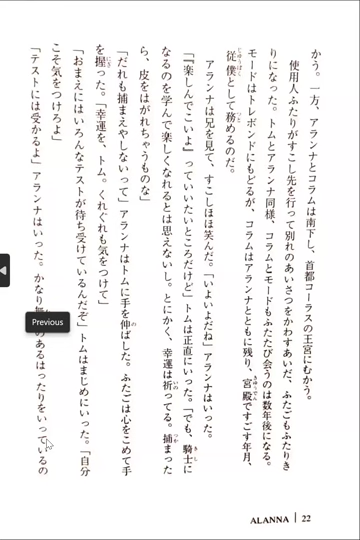 かう。一方、アランナとコラムは南下し、首都コーラスの王宮にむかう。
使用人ふたりがすこし先を行って別れのあいさつをかわすあいだ、ふたごもふたりき
りになった。トムとアランナ同様、コラムとモードもふたたび会うのは数年後になる。
モードはトレボンドにもどるが、コラムはアランナとともに残り、宮殿ですごす年月、
従僕として務めるのだ。
アランナは兄を見て、すこしほほ笑んだ。「いよいよだね」アランナはいった。
「『楽しんでこいよ』っていいたいところだけど」トムは正直にいった。「でも、騎士に
なるのを学んで楽しくなれるとは思えないし。とにかく、幸運は祈ってる。捕まった
ら、皮をはがれちゃうものな」
「だれも捕まえやしないって」アランナはトムに手を伸ばした。ふたごは心をこめて手
を握った。「幸運を、トム。くれぐれも気をつけて」
「おまえにはいろんなテストが待ち受けているんだぞ」トムはまじめにいった。「自分
こそ気をつけろよ」
「テストには受かるよ」アランナはいった。かなり のあるはったりをいっているの
Previous
ALANNA | 22